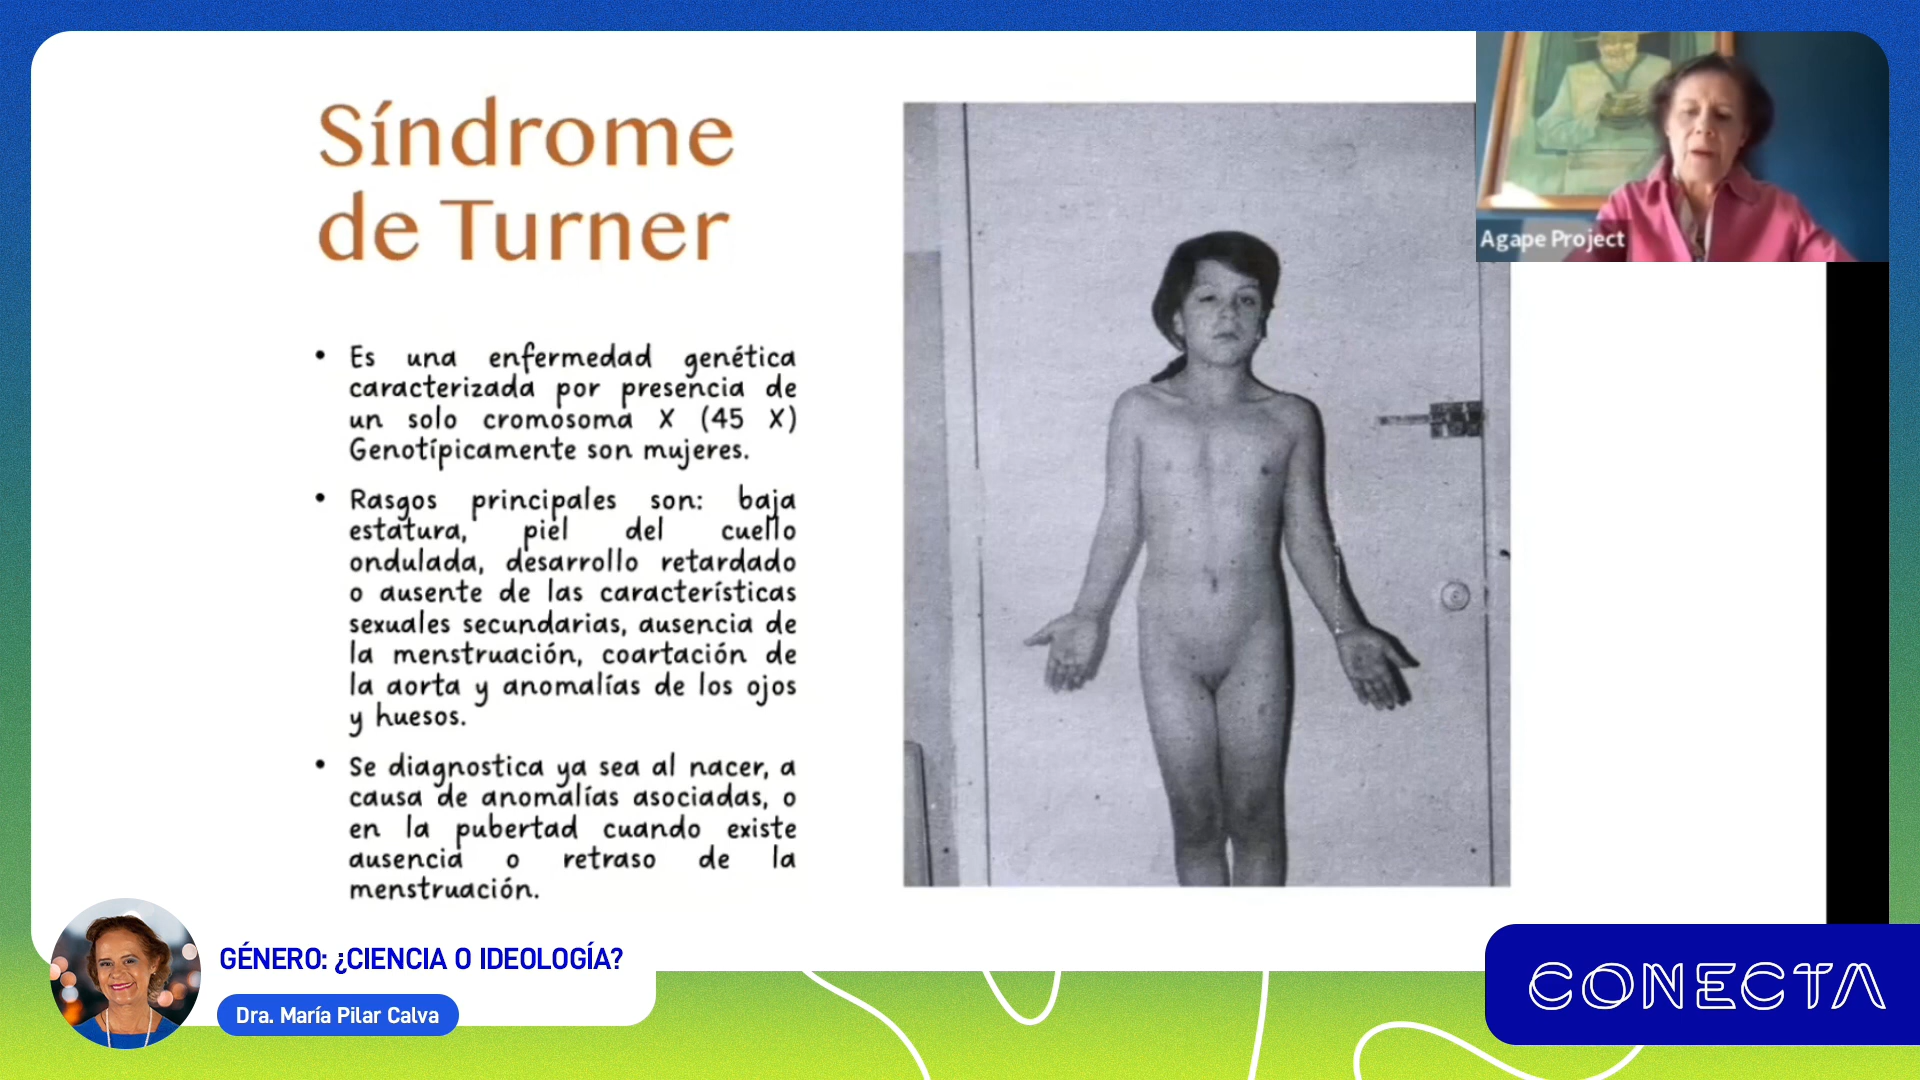 Síndrome
de Turner
• Es una enfermedad genética
caracterizada por presencia de
un solo cromosoma X (45 X)
Genotípicamente son mujeres.
• Rasgos principales son: baja
estatura, piel del cuello
ondulada, desarrollo retardado
o ausente de las características
sexuales secundarias, ausencia de
la menstruación, coartación de
la aorta y anomalías de los ojos
y huesos.
• Se diagnostica ya sea al nacer, a
causa de anomalías asociadas, o
en la pubertad cuando existe
ausencia o retraso de la
menstruación.
Agape Project
GÉNERO: ¿CIENCIA O IDEOLOGÍA?
Dra. María Pilar Calva
CONECTA